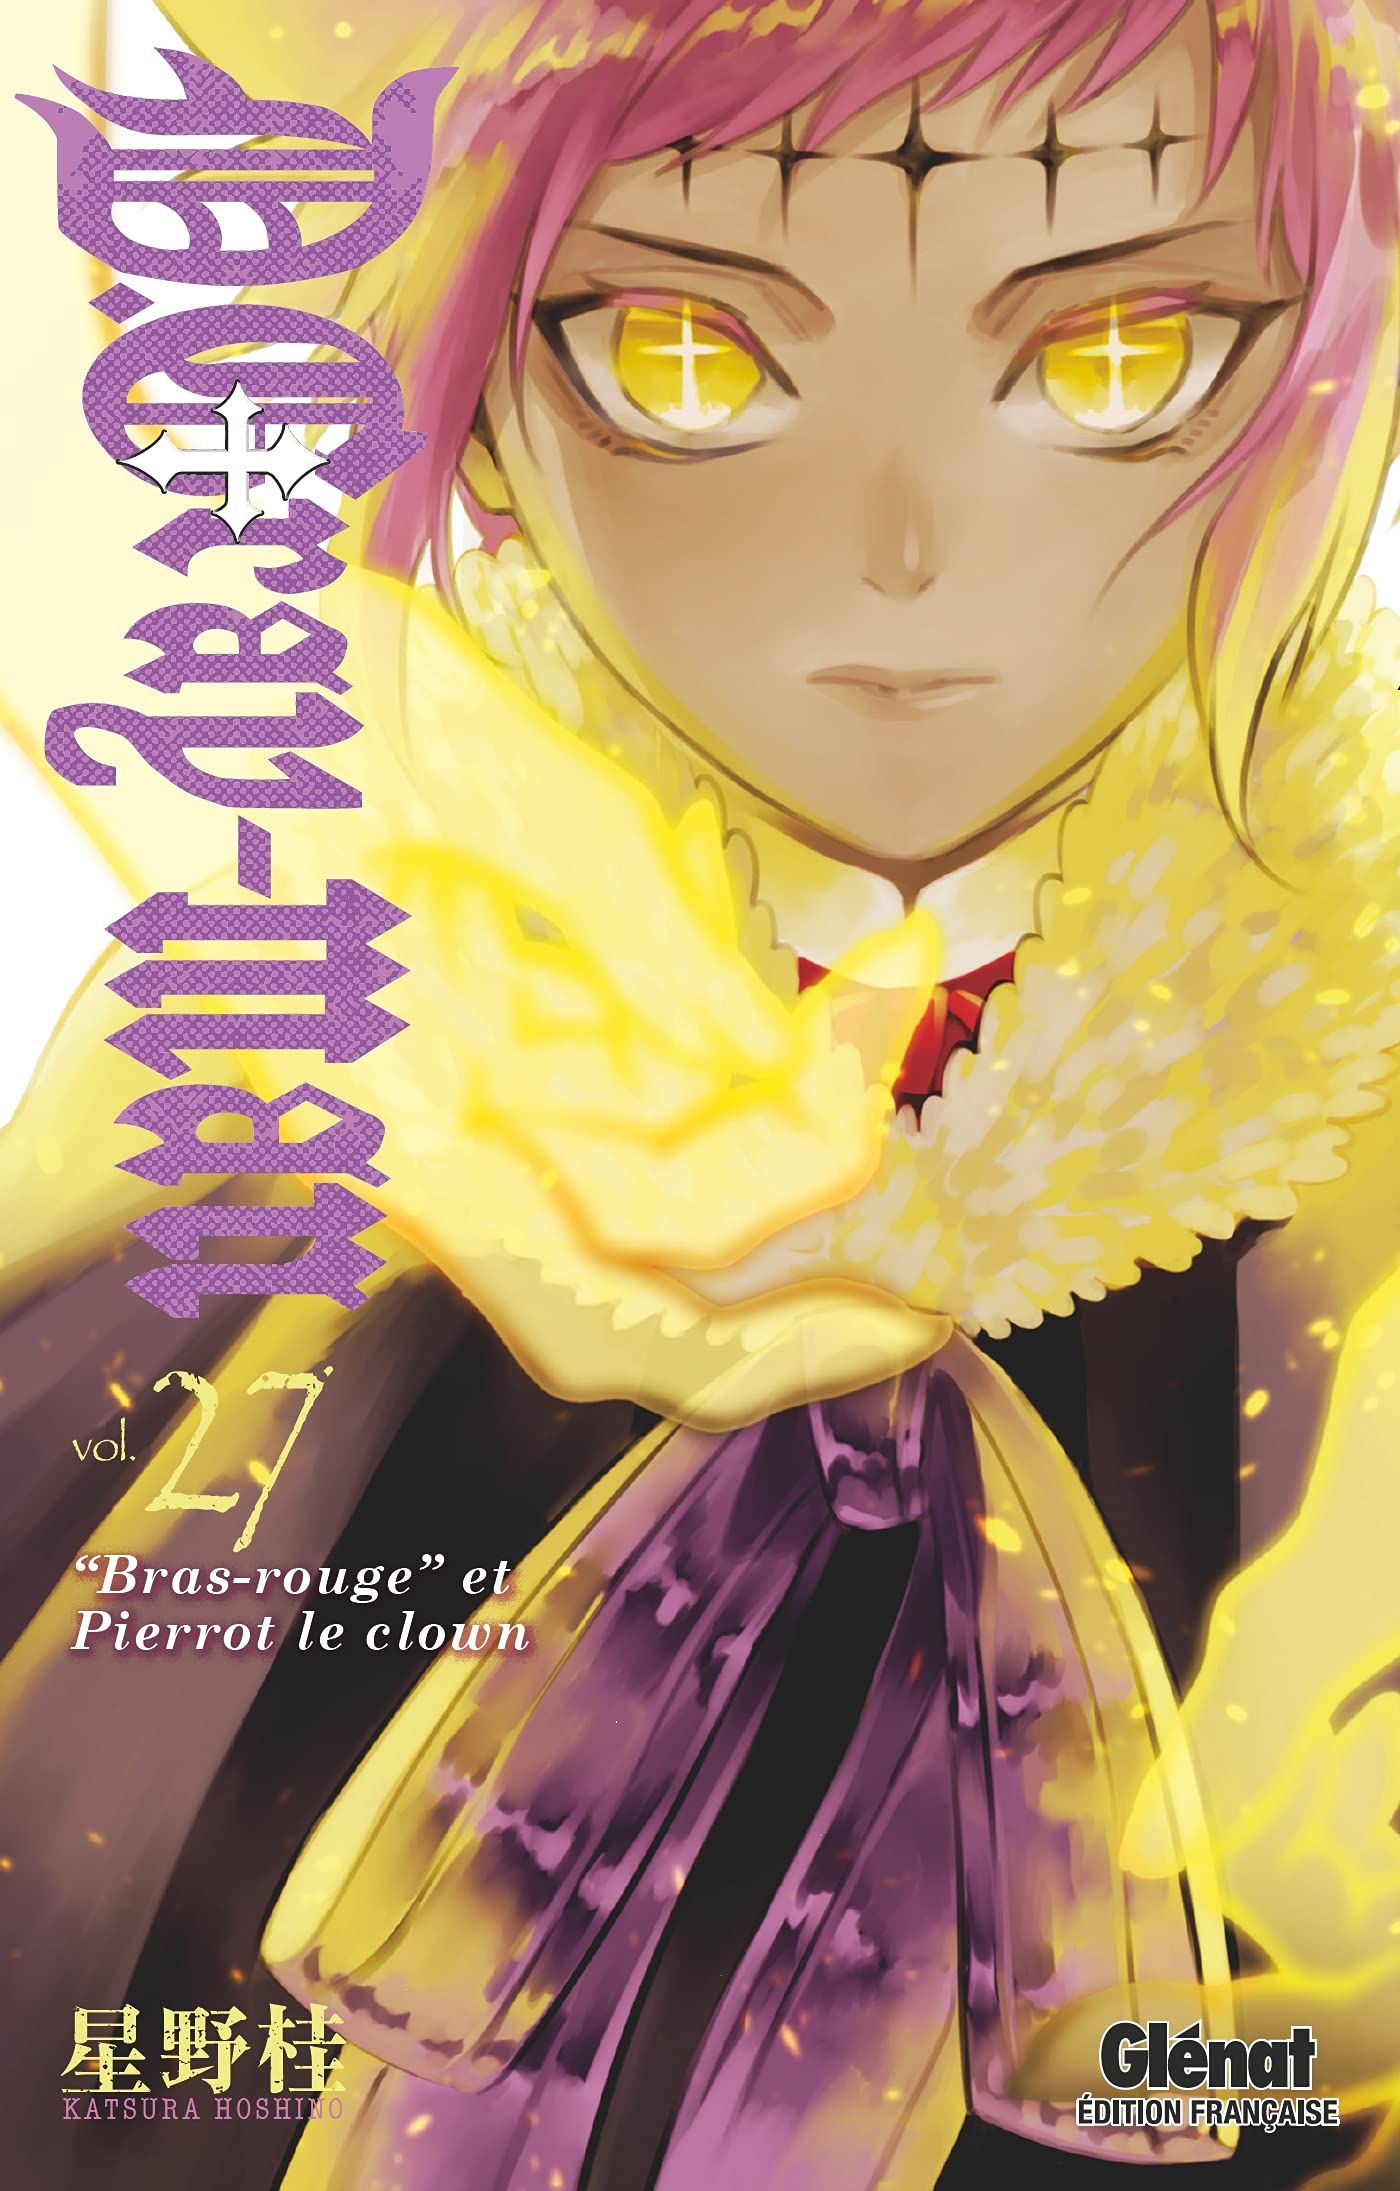 D.Gray-man
vol. 27
“Bras-rouge” et
Pierrot le clown
星野桂
KATSURA HOSHINO
Glénat
ÉDITION FRANÇAISE